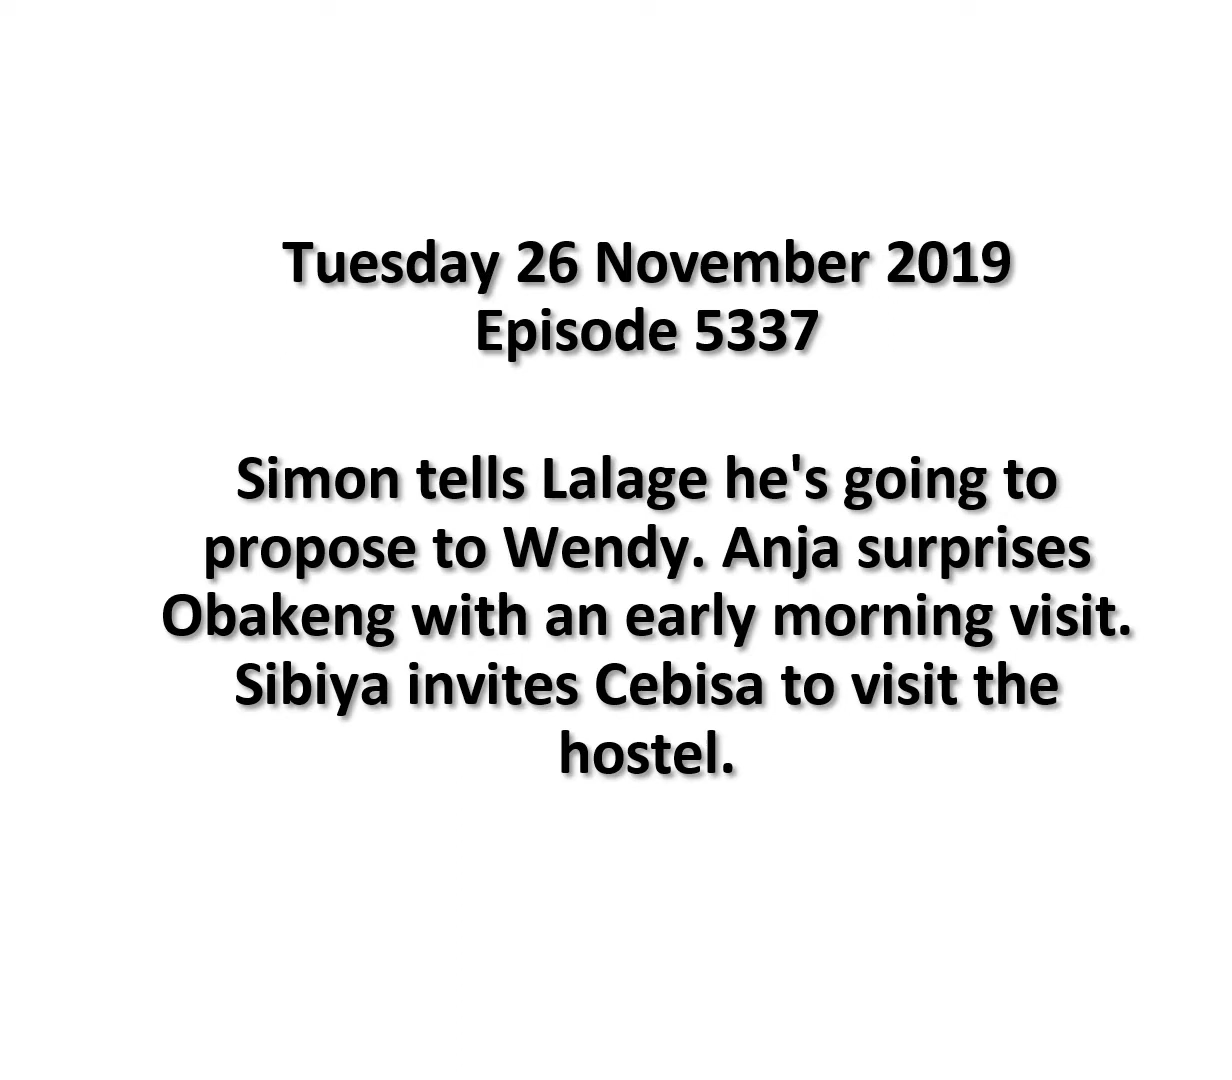 Tuesday 26 November 2019
Episode 5337
Simon tells Lalage he's going to
propose to Wendy. Anja surprises
Obakeng with an early morning visit.
Sibiya invites Cebisa to visit the
hostel.